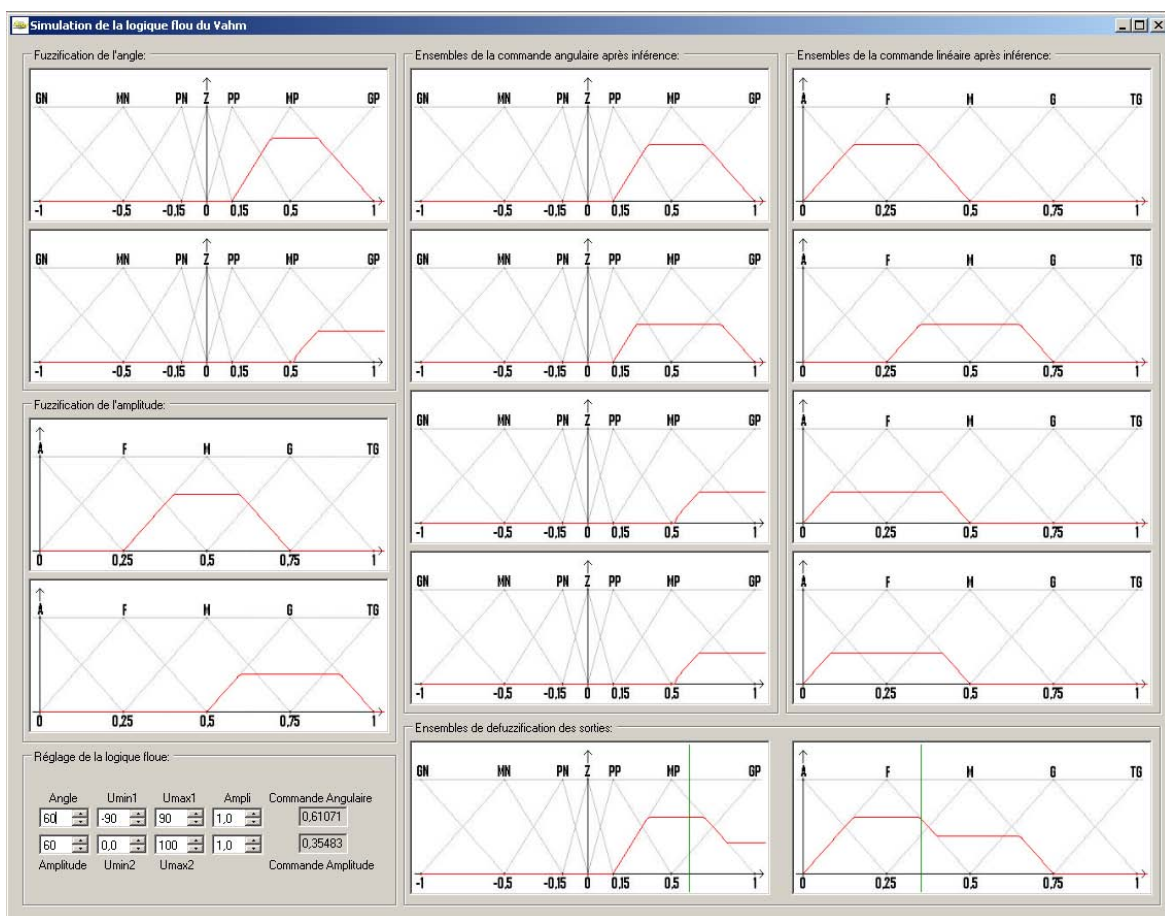 Simulation de la logique flou du Vahm
Fuzzification de l'angle:
GN MN PN Z PP MP GP
-1 -0,5 -0,15 0 0,15 0,5 1
GN MN PN Z PP MP GP
-1 -0,5 -0,15 0 0,15 0,5 1
Fuzzification de l'amplitude:
A F M G TG
0 0,25 0,5 0,75 1
A F M G TG
0 0,25 0,5 0,75 1
Réglage de la logique floue:
Angle Umin1 Umax1 Ampli Commande Angulaire
60 -90 90 1,0 0,61071
60 0,0 100 1,0 0,35483
Amplitude Umin2 Umax2 Commande Amplitude
Ensembles de la commande angulaire après inférence:
GN MN PN Z PP MP GP
-1 -0,5 -0,15 0 0,15 0,5 1
GN MN PN Z PP MP GP
-1 -0,5 -0,15 0 0,15 0,5 1
GN MN PN Z PP MP GP
-1 -0,5 -0,15 0 0,15 0,5 1
GN MN PN Z PP MP GP
-1 -0,5 -0,15 0 0,15 0,5 1
Ensembles de la commande linéaire après inférence:
A F M G TG
0 0,25 0,5 0,75 1
A F M G TG
0 0,25 0,5 0,75 1
A F M G TG
0 0,25 0,5 0,75 1
A F M G TG
0 0,25 0,5 0,75 1
Ensembles de defuzzification des sorties:
GN MN PN Z PP MP GP
-1 -0,5 -0,15 0 0,15 0,5 1
A F M G TG
0 0,25 0,5 0,75 1